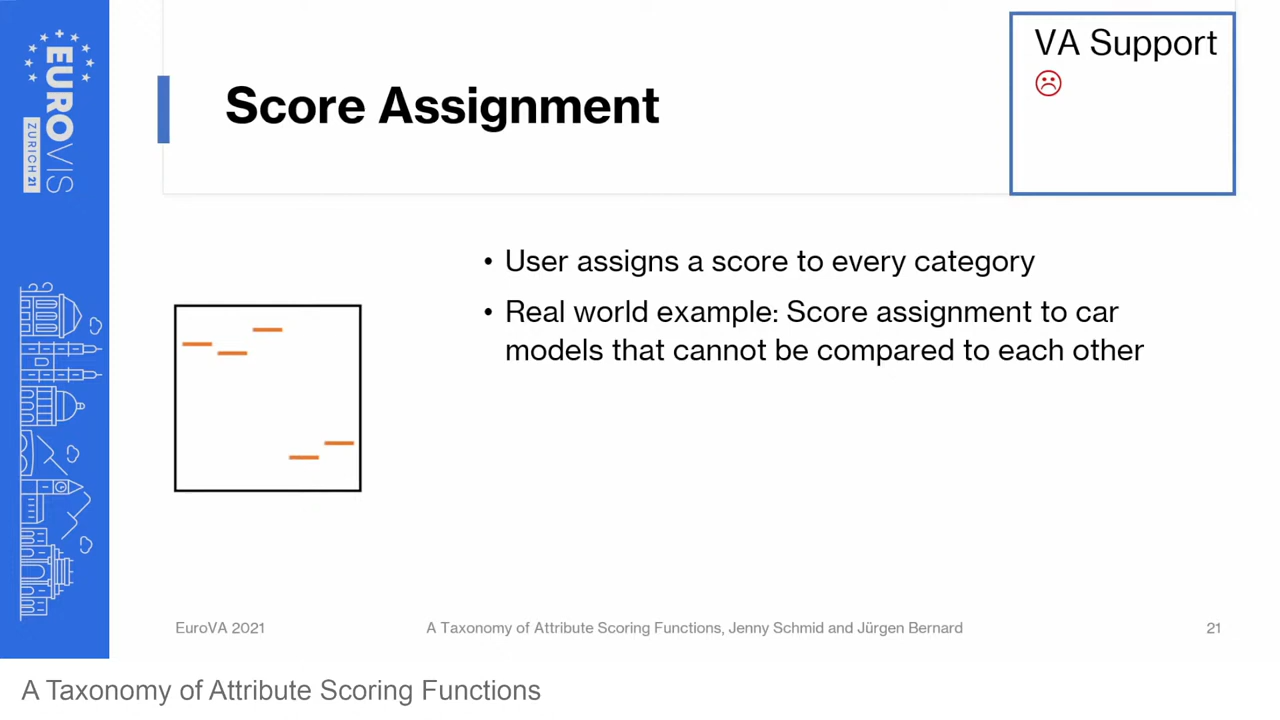 EUROVIS
ZURICH 21
VA Support
Score Assignment
• User assigns a score to every category
• Real world example: Score assignment to car
models that cannot be compared to each other
EuroVA 2021
A Taxonomy of Attribute Scoring Functions, Jenny Schmid and Jürgen Bernard
21
A Taxonomy of Attribute Scoring Functions